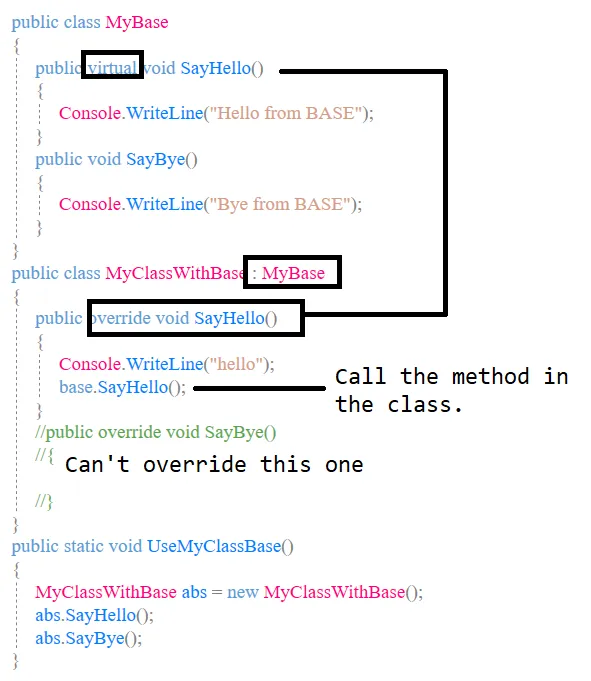 public class MyBase
{
public virtual void SayHello()
{
Console.WriteLine("Hello from BASE");
}
public void SayBye()
{
Console.WriteLine("Bye from BASE");
}
}
public class MyClassWithBase : MyBase
{
public override void SayHello()
{
Console.WriteLine("hello");
base.SayHello();
Call the method in
the class.
}
//public override void SayBye()
//{
Can't override this one
//}
}
public static void UseMyClassBase()
{
MyClassWithBase abs = new MyClassWithBase();
abs.SayHello();
abs.SayBye();
}